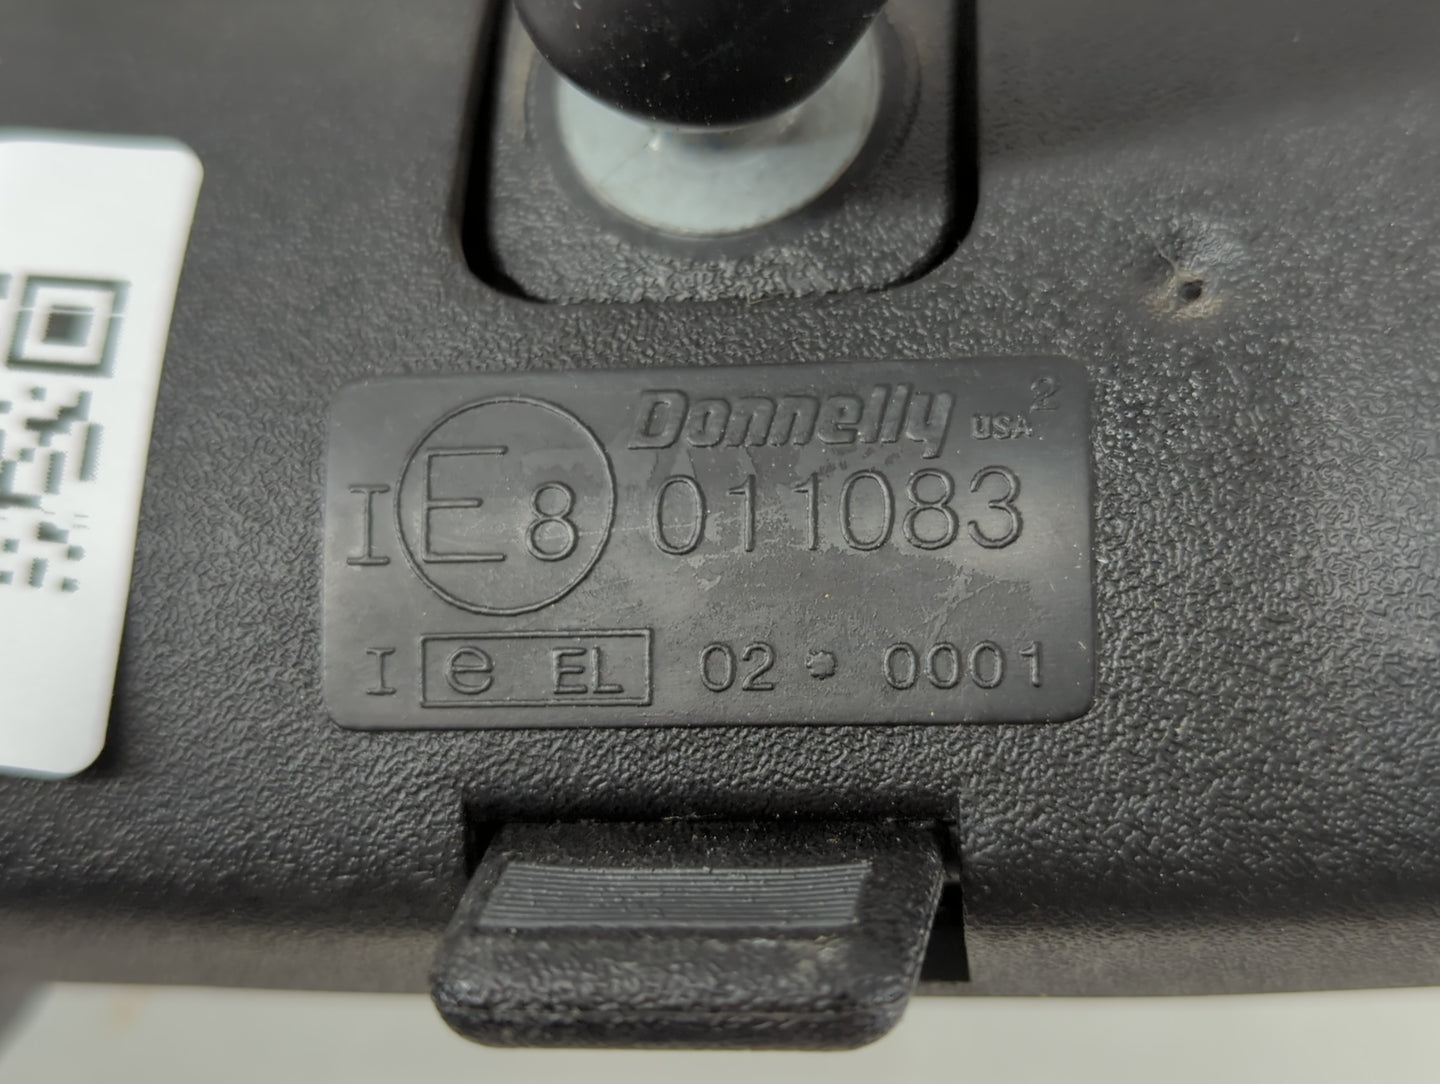 Donnelly USA 2
I E 8 011083
I e EL 02 * 0001